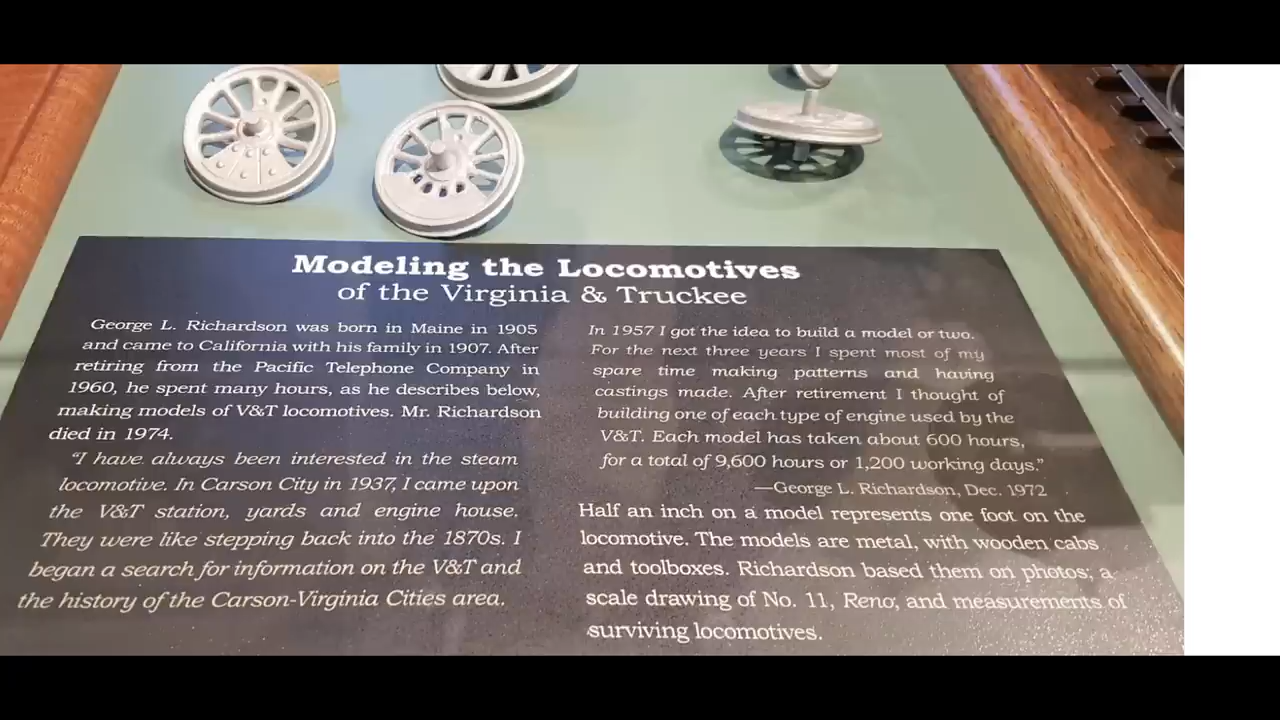 Modeling the Locomotives
of the Virginia & Truckee
George L. Richardson was born in Maine in 1905
and came to California with his family in 1907. After
retiring from the Pacific Telephone Company in
1960, he spent many hours, as he describes below,
making models of V&T locomotives. Mr. Richardson
died in 1974.
“I have always been interested in the steam
locomotive. In Carson City in 1937, I came upon
the V&T station, yards and engine house.
They were like stepping back into the 1870s. I
began a search for information on the V&T and
the history of the Carson-Virginia Cities area.
In 1957 I got the idea to build a model or two.
For the next three years I spent most of my
spare time making patterns and having
castings made. After retirement I thought of
building one of each type of engine used by the
V&T. Each model has taken about 600 hours,
for a total of 9,600 hours or 1,200 working days.”
—George L. Richardson, Dec. 1972
Half an inch on a model represents one foot on the
locomotive. The models are metal, with wooden cabs
and toolboxes. Richardson based them on photos; a
scale drawing of No. 11, Reno; and measurements of
surviving locomotives.